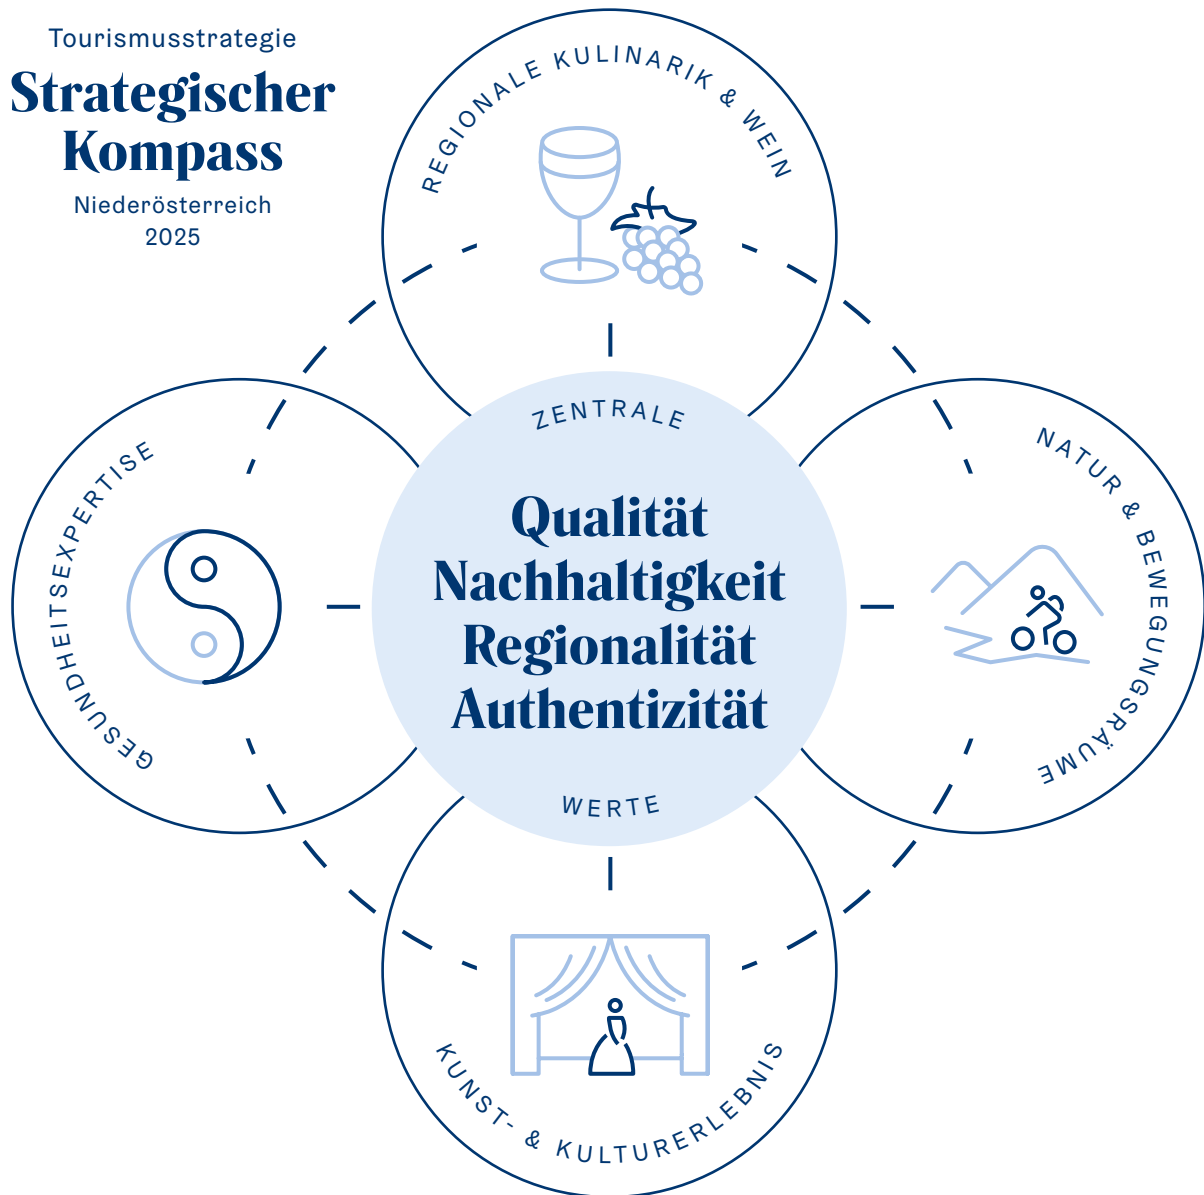 Tourismusstrategie
Strategischer
Kompass
Niederösterreich
2025
REGIONALE KULINARIK & WEIN
GESUNDHEITSEXPERTISE
ZENTRALE
Qualität
Nachhaltigkeit
Regionalität
Authentizität
WERTE
NATUR & BEWEGUNGSRÄUME
KUNST- & KULTURERLEBNIS